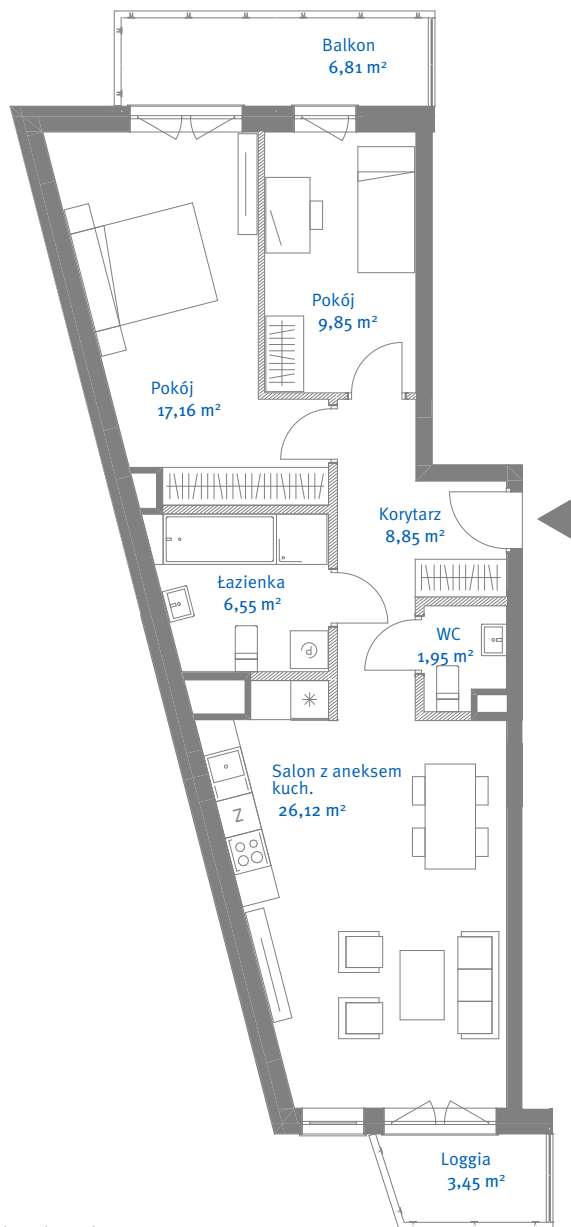 Balkon
6,81 m²
Pokój
9,85 m²
Pokój
17,16 m²
Korytarz
8,85 m²
Łazienka
6,55 m²
WC
1,95 m²
P
Salon z aneksem
kuch.
26,12 m²
Z
Loggia
3,45 m²